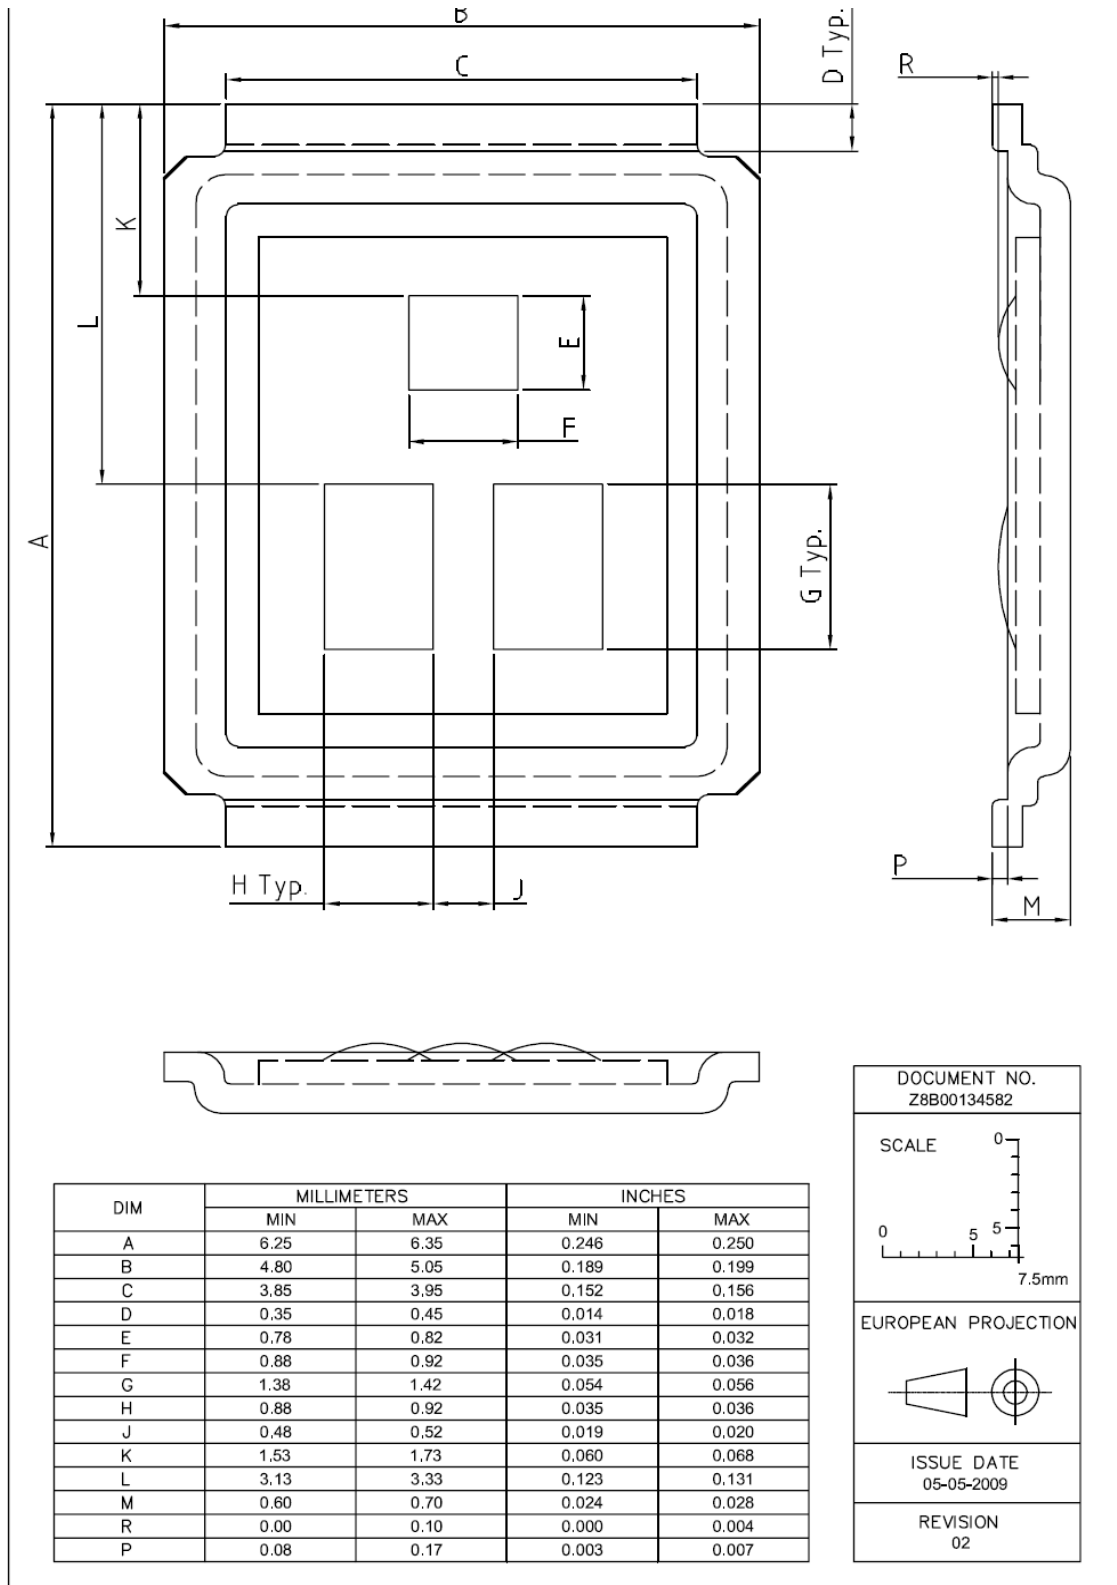 B
D Typ.
C
R
K
L
E
F
A
G Typ.
H Typ.
J
P
M
DOCUMENT NO.
Z8B00134582
SCALE
0
0 5 5
7.5mm
EUROPEAN PROJECTION
ISSUE DATE
05-05-2009
REVISION
02
DIM MILLIMETERS INCHES
MIN MAX MIN MAX
A 6.25 6.35 0.246 0.250
B 4.80 5.05 0.189 0.199
C 3,85 3,95 0,152 0,156
D 0,35 0,45 0,014 0,018
E 0.78 0.82 0.031 0.032
F 0.88 0.92 0.035 0.036
G 1.38 1.42 0.054 0.056
H 0.88 0.92 0.035 0.036
J 0,48 0,52 0,019 0,020
K 1,53 1,73 0,060 0.068
L 3,13 3,33 0,123 0,131
M 0.60 0.70 0.024 0.028
R 0.00 0.10 0.000 0.004
P 0.08 0.17 0.003 0.007